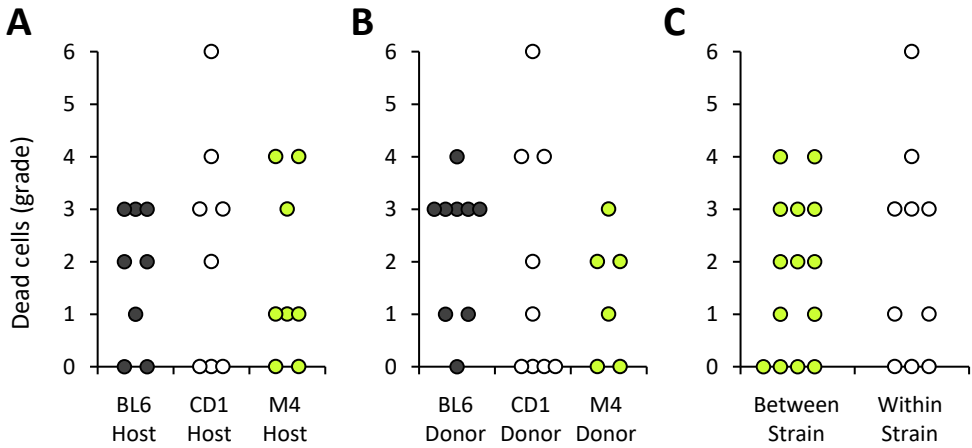 A
B
C
Dead cells (grade)
6
5
4
3
2
1
0
BL6 Host
CD1 Host
M4 Host
6
5
4
3
2
1
0
BL6 Donor
CD1 Donor
M4 Donor
6
5
4
3
2
1
0
Between Strain
Within Strain